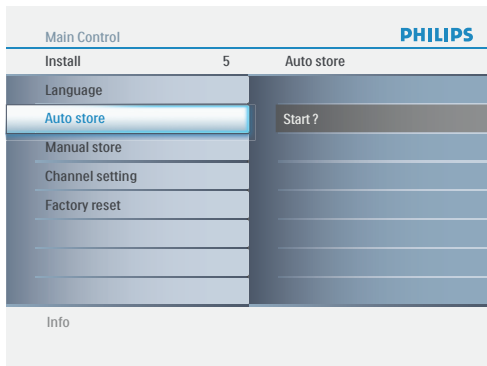 Main Control
PHILIPS
Install 5 Auto store
Language
Auto store
Start ?
Manual store
Channel setting
Factory reset
Info